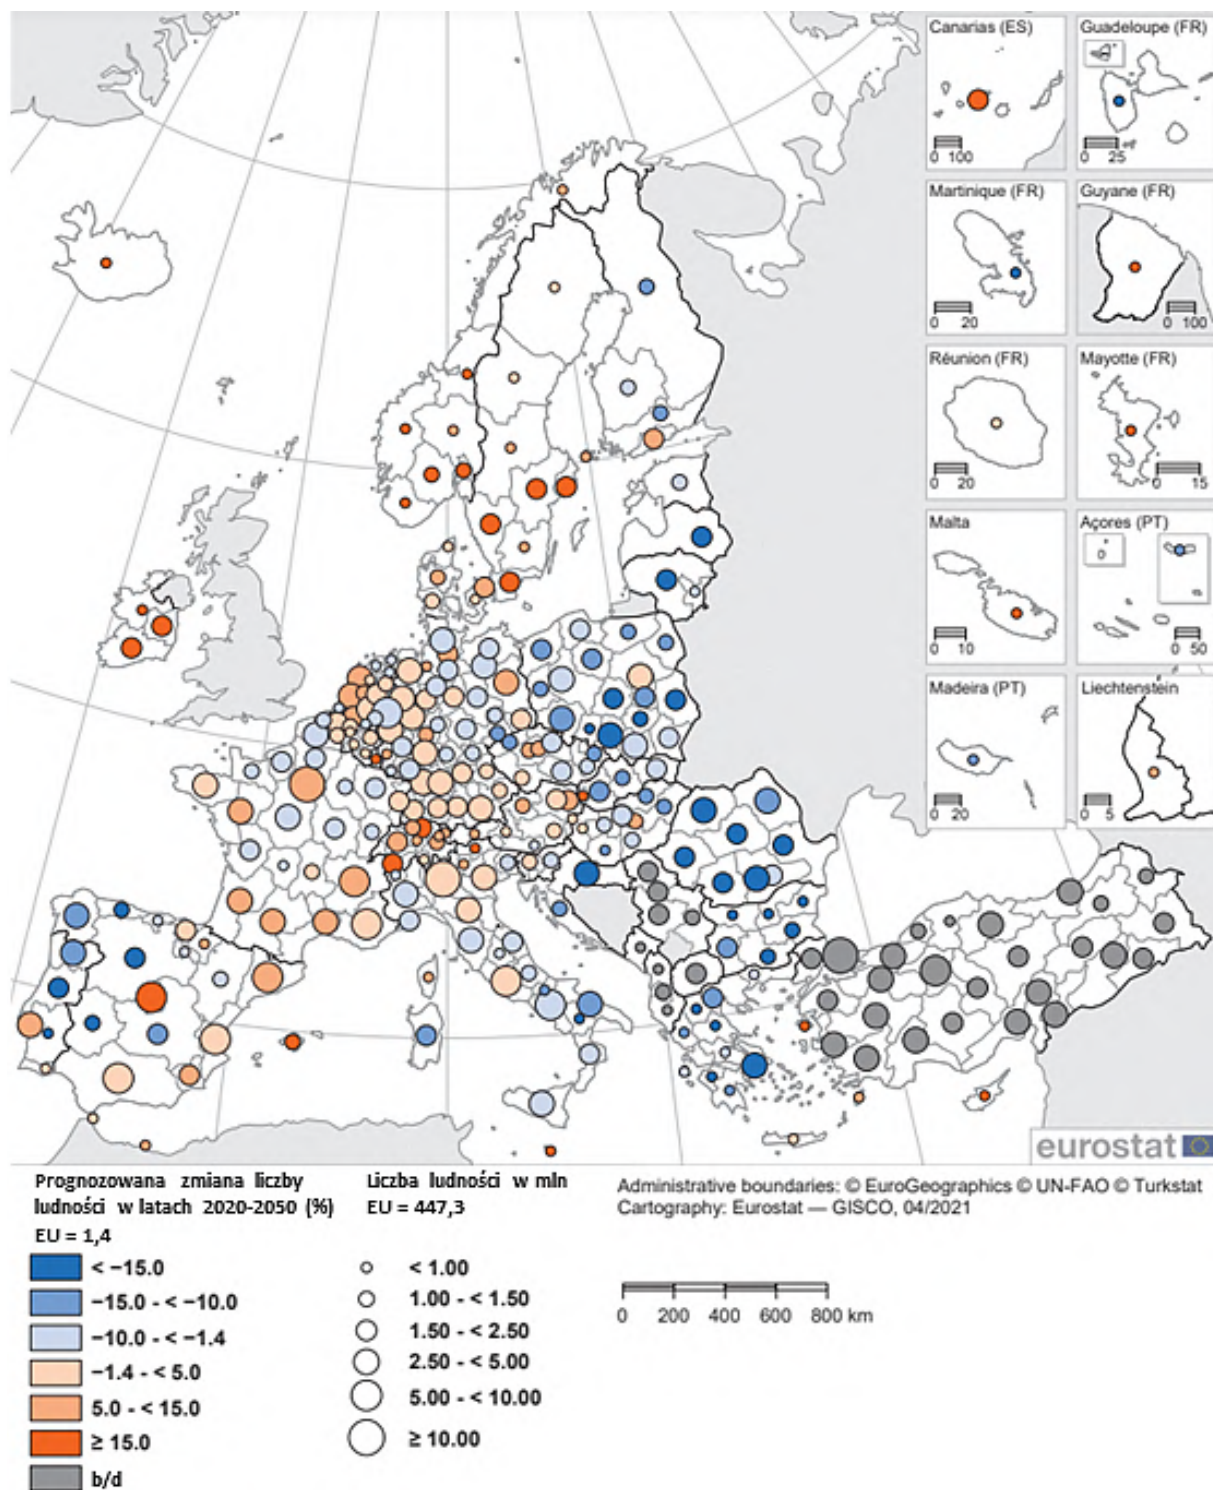 Canarias (ES)
0 100
Guadeloupe (FR)
0 25
Martinique (FR)
0 20
Guyane (FR)
0 100
Réunion (FR)
0 20
Mayotte (FR)
0 15
Malta
0 10
Açores (PT)
0 50
Madeira (PT)
0 20
Liechtenstein
0 5
eurostat
Prognozowana zmiana liczby
ludności w latach 2020-2050 (%)
EU = 1,4
< −15.0
−15.0 - < −10.0
−10.0 - < −1.4
−1.4 - < 5.0
5.0 - < 15.0
≥ 15.0
b/d
Liczba ludności w mln
EU = 447,3
< 1.00
1.00 - < 1.50
1.50 - < 2.50
2.50 - < 5.00
5.00 - < 10.00
≥ 10.00
Administrative boundaries: © EuroGeographics © UN-FAO © Turkstat
Cartography: Eurostat — GISCO, 04/2021
0 200 400 600 800 km